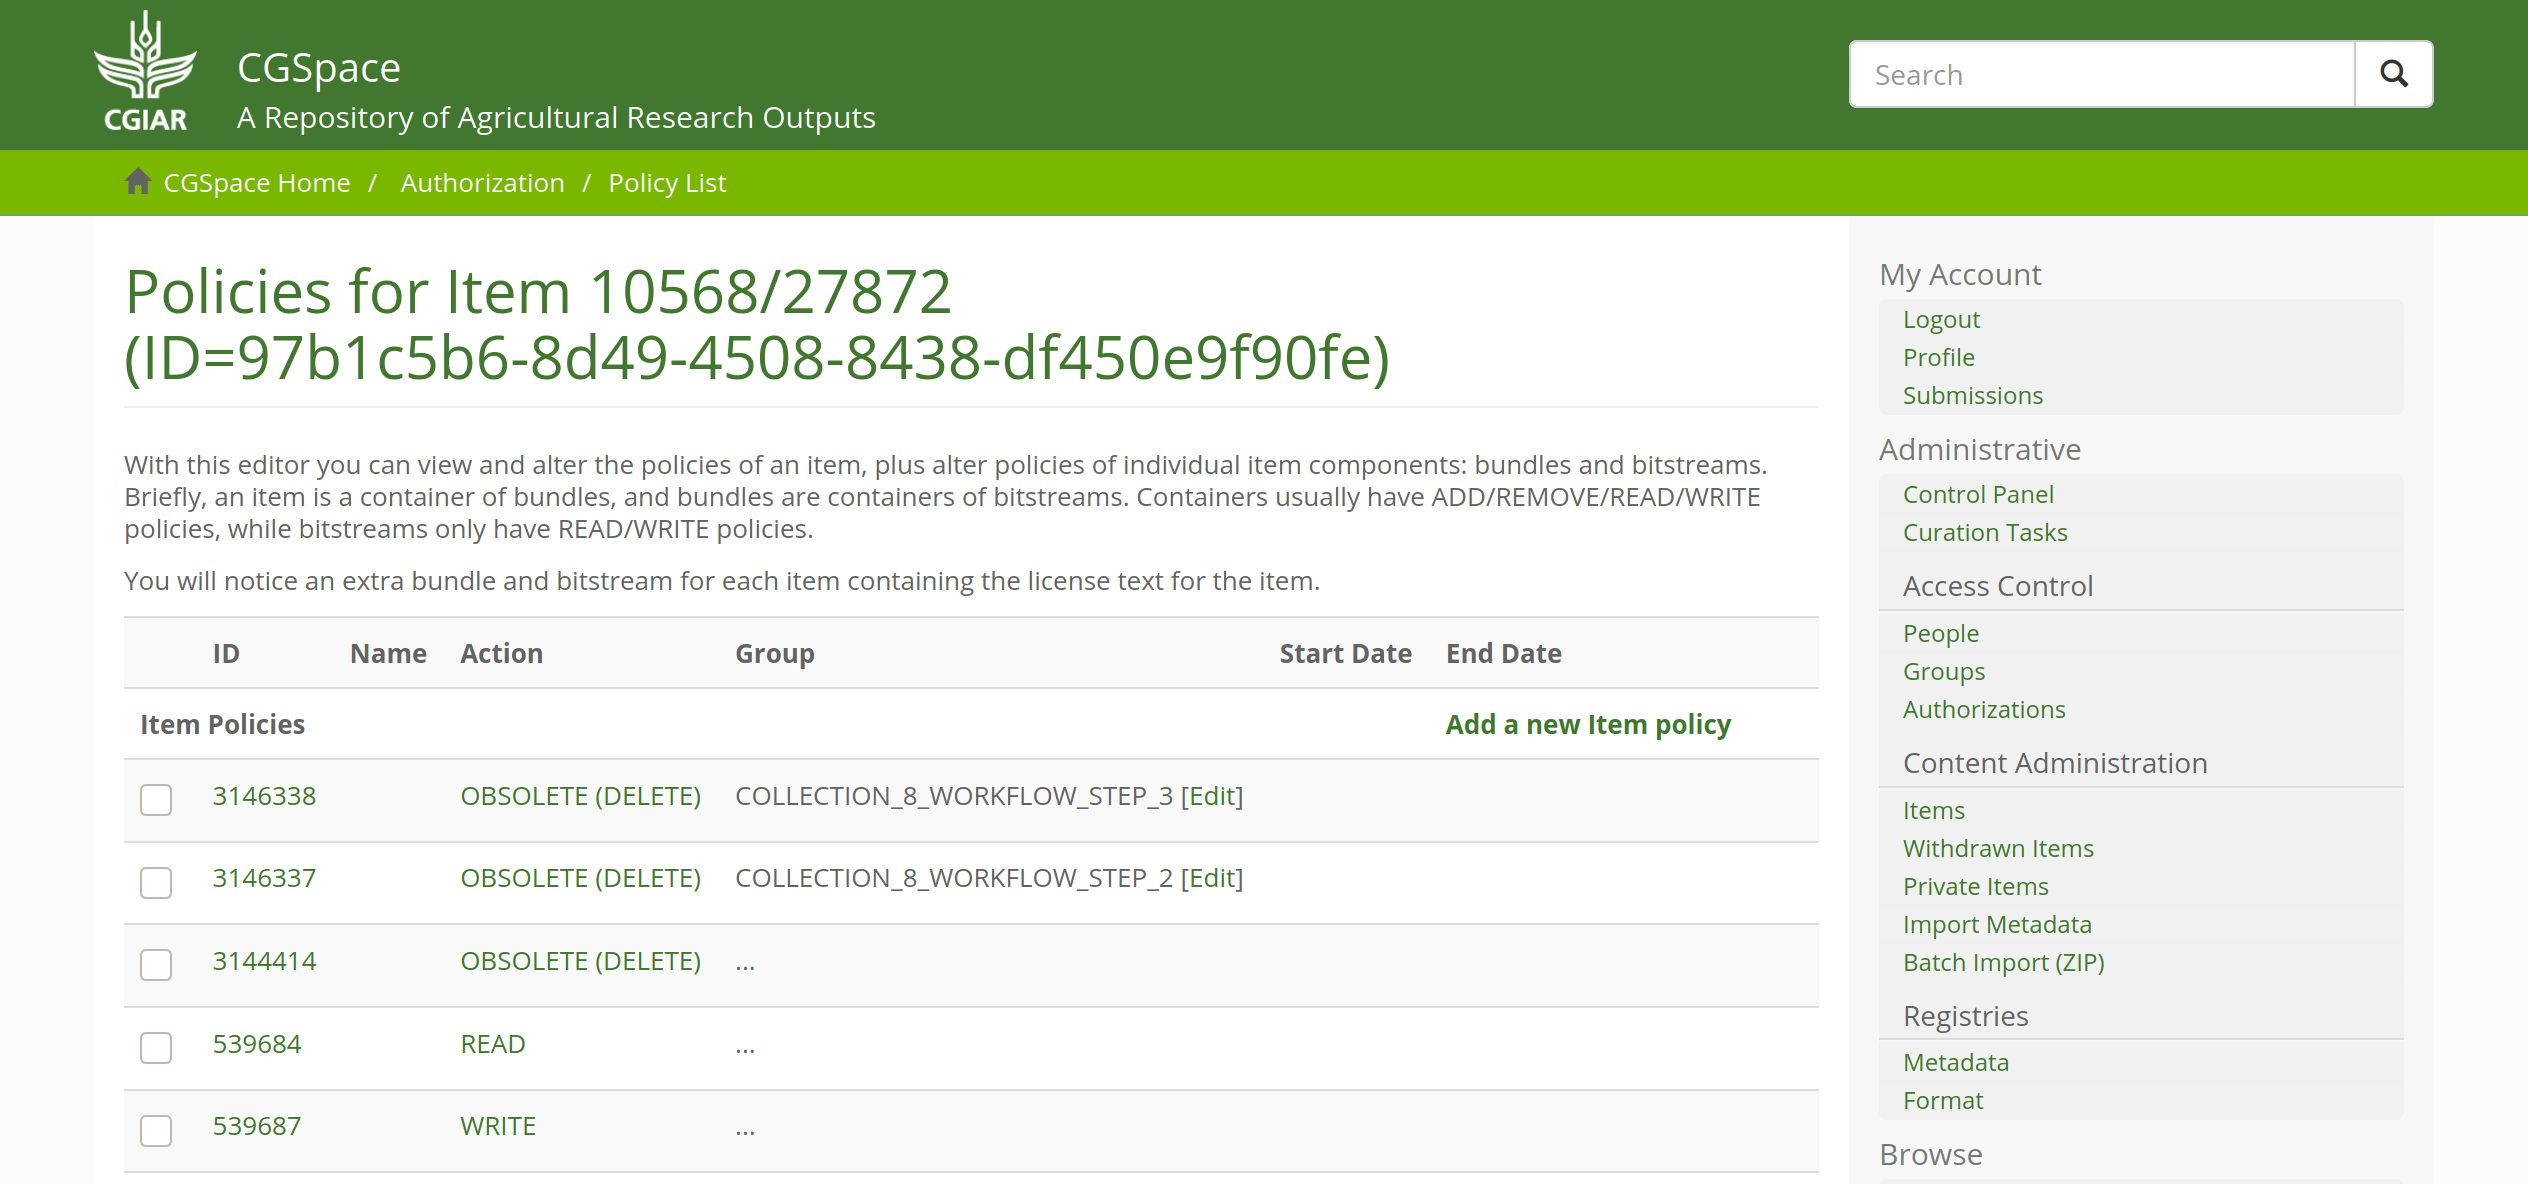 CGIAR
CGSpace
A Repository of Agricultural Research Outputs
Search
CGSpace Home / Authorization / Policy List
Policies for Item 10568/27872
(ID=97b1c5b6-8d49-4508-8438-df450e9f90fe)
With this editor you can view and alter the policies of an item, plus alter policies of individual item components: bundles and bitstreams.
Briefly, an item is a container of bundles, and bundles are containers of bitstreams. Containers usually have ADD/REMOVE/READ/WRITE
policies, while bitstreams only have READ/WRITE policies.
You will notice an extra bundle and bitstream for each item containing the license text for the item.
ID Name Action Group Start Date End Date
Item Policies Add a new Item policy
3146338 OBSOLETE (DELETE) COLLECTION_8_WORKFLOW_STEP_3 [Edit]
3146337 OBSOLETE (DELETE) COLLECTION_8_WORKFLOW_STEP_2 [Edit]
3144414 OBSOLETE (DELETE) ...
539684 READ ...
539687 WRITE ...
My Account
Logout
Profile
Submissions
Administrative
Control Panel
Curation Tasks
Access Control
People
Groups
Authorizations
Content Administration
Items
Withdrawn Items
Private Items
Import Metadata
Batch Import (ZIP)
Registries
Metadata
Format
Browse